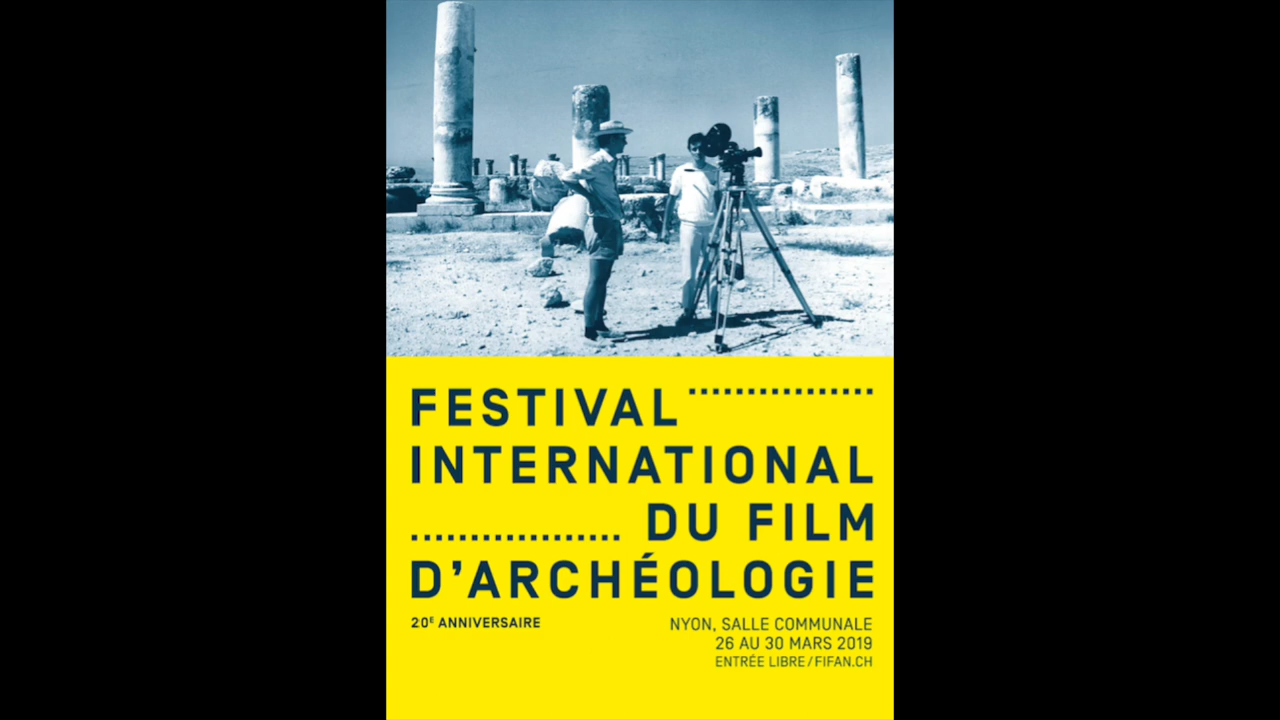 FESTIVAL
INTERNATIONAL
DU FILM
D’ARCHÉOLOGIE
20E ANNIVERSAIRE
NYON, SALLE COMMUNALE
26 AU 30 MARS 2019
ENTRÉE LIBRE/FIFAN.CH